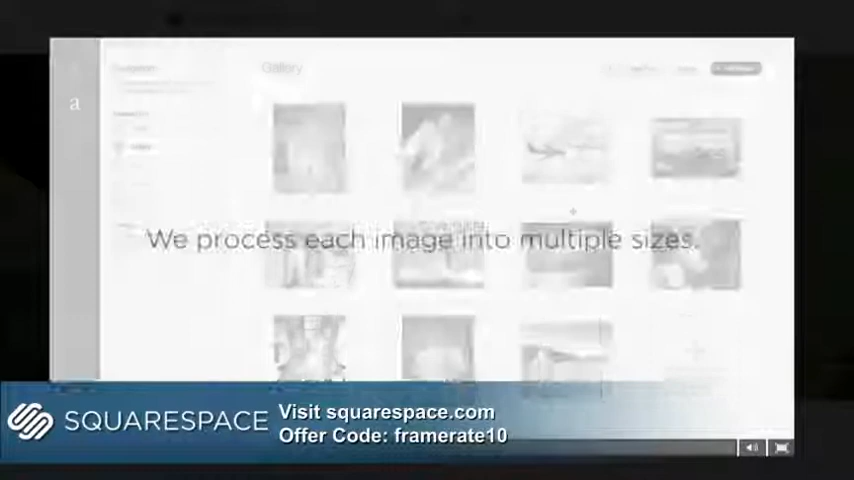 Gallery
a
We process each image into multiple sizes.
SQUARESPACE
Visit squarespace.com
Offer Code: framerate10